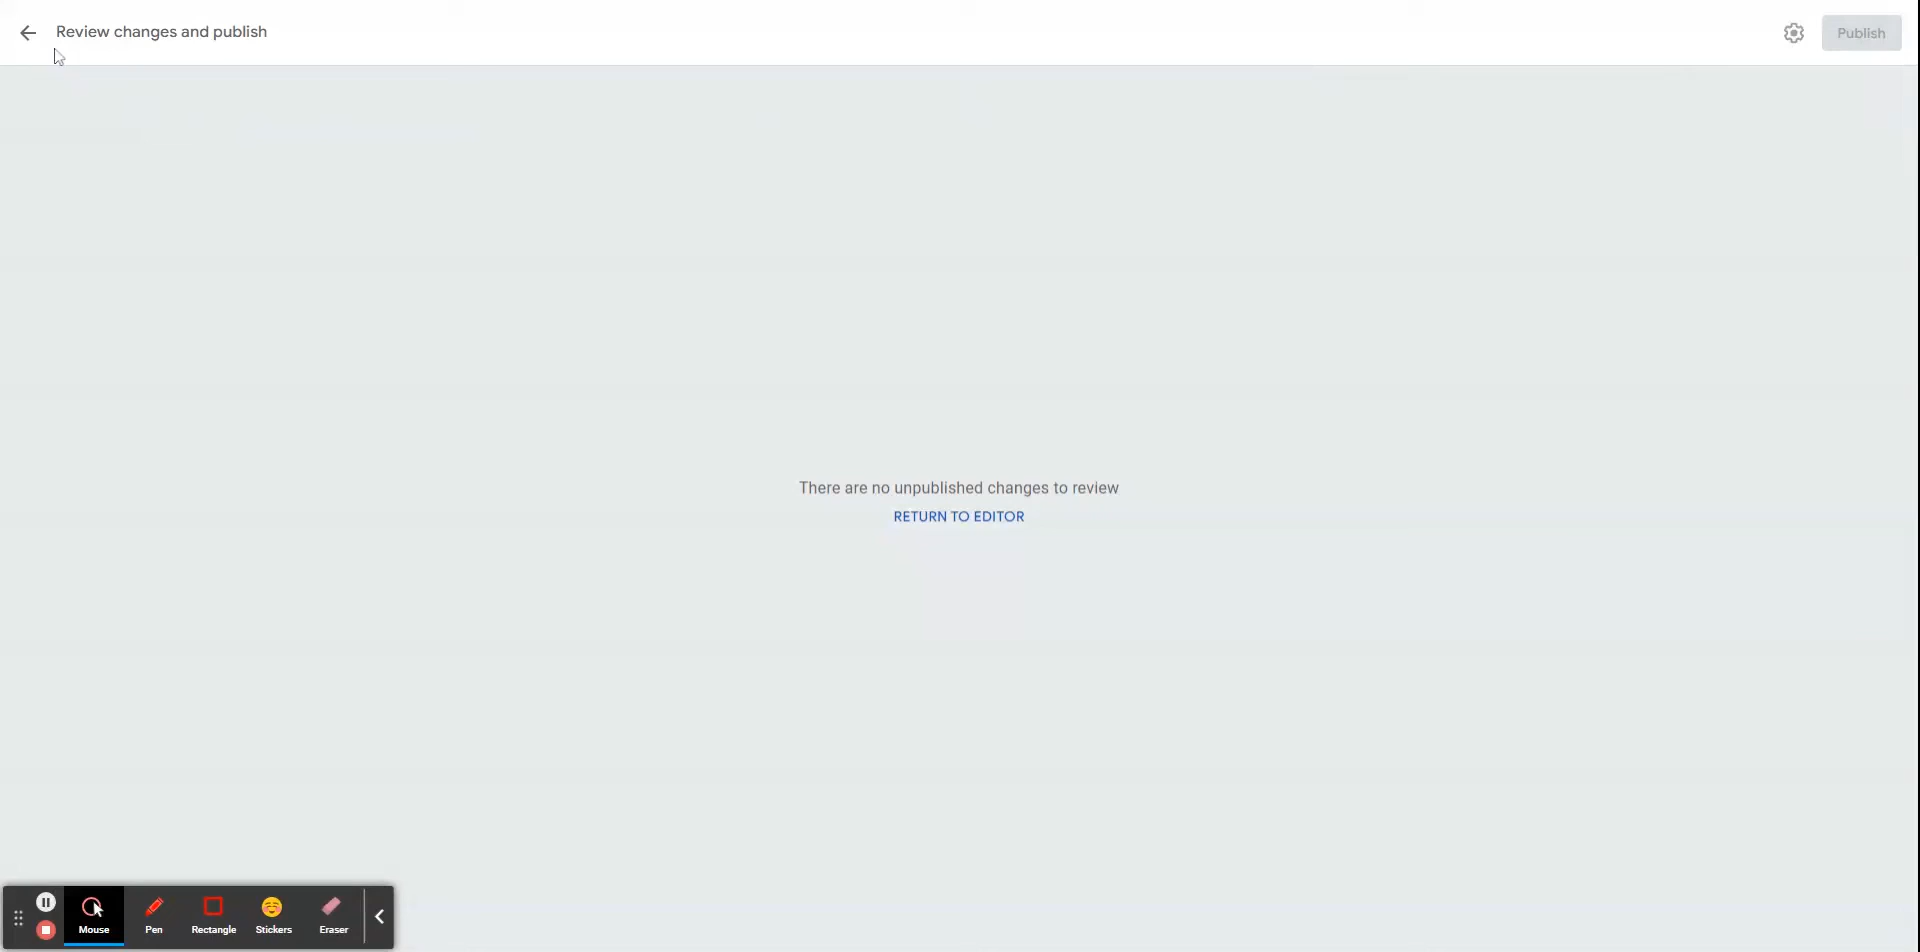 Review changes and publish
Publish
There are no unpublished changes to review
RETURN TO EDITOR
Mouse
Pen
Rectangle
Stickers
Eraser